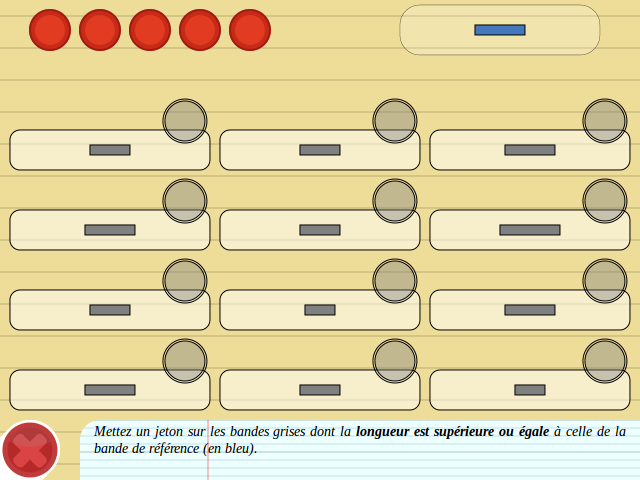 Mettez un jeton sur les bandes grises dont la longueur est supérieure ou égale à celle de la
bande de référence (en bleu).